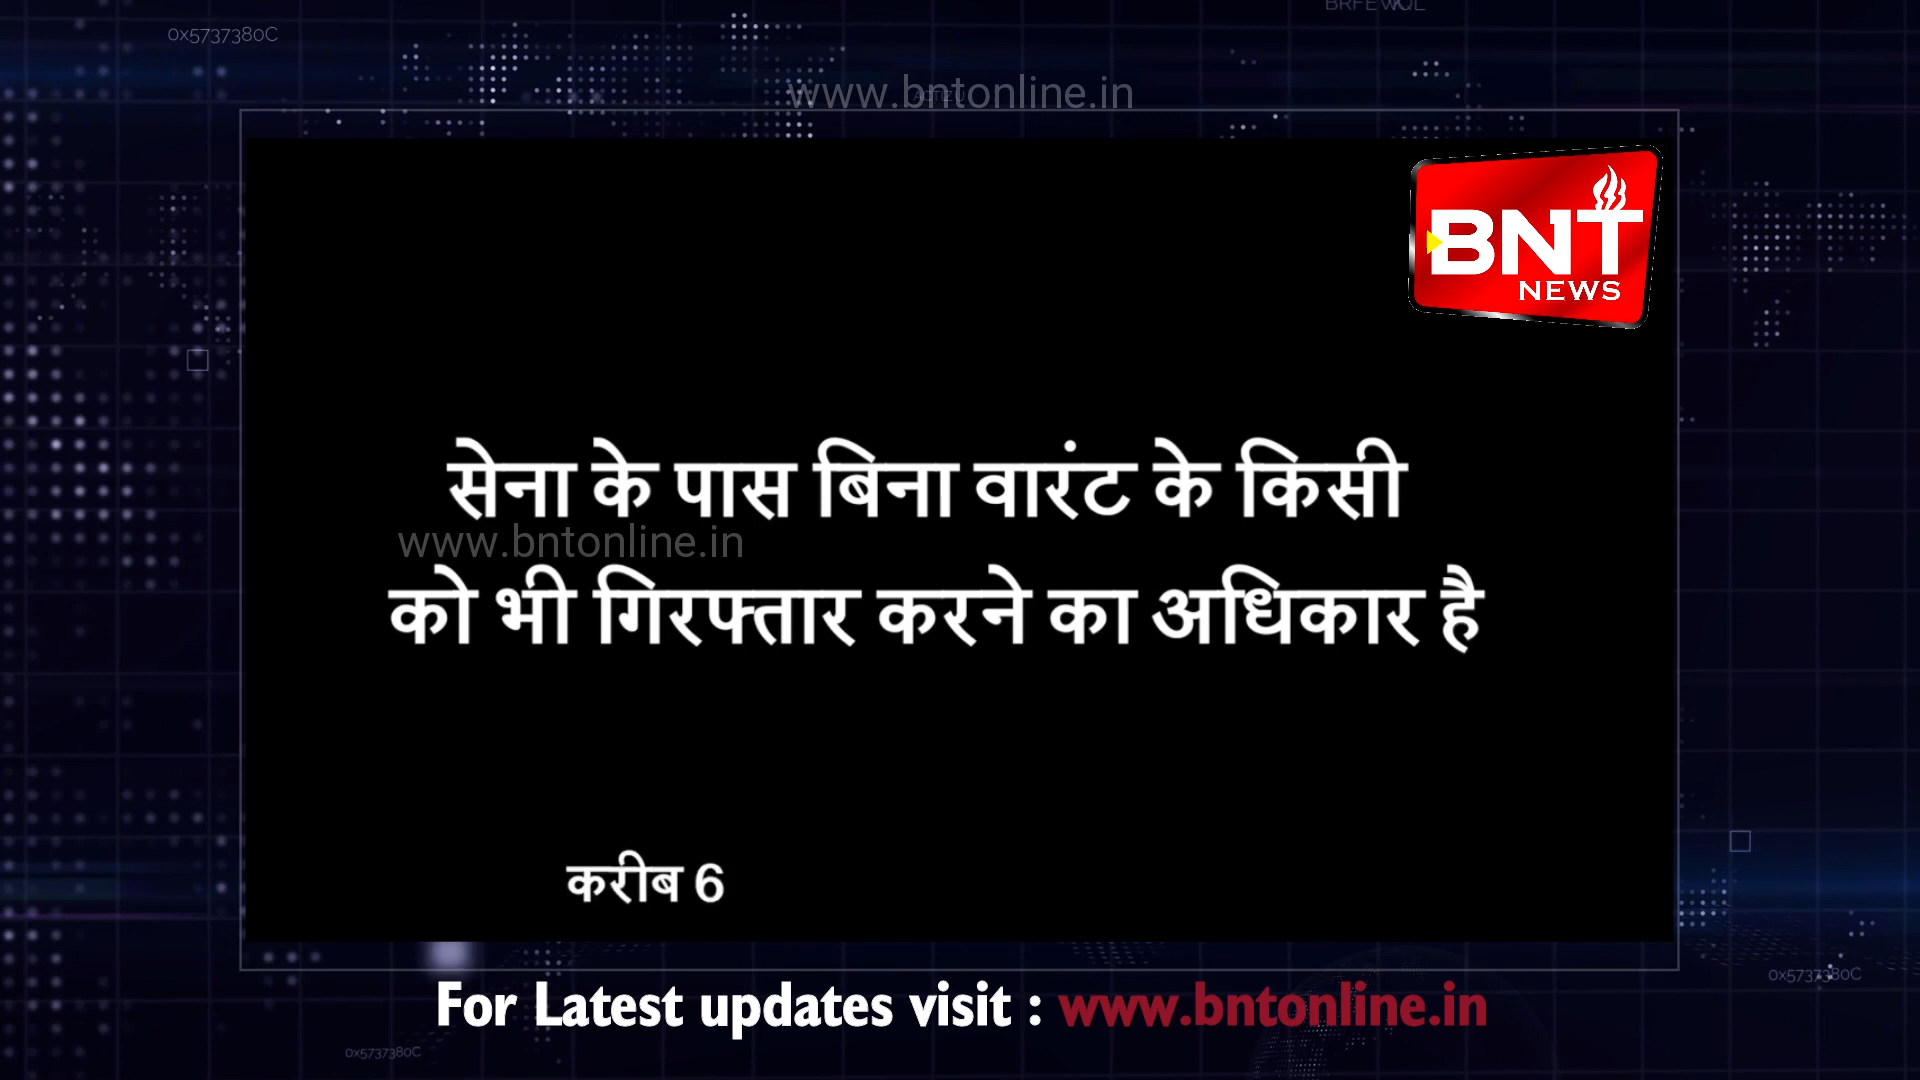 BRFEWQL
0x5737380C
www.bntonline.in
BNT
NEWS
सेना के पास बिना वारंट के किसी
www.bntonline.in
को भी गिरफ्तार करने का अधिकार है
करीब 6
0x5737380C
For Latest updates visit : www.bntonline.in
0x5737380C